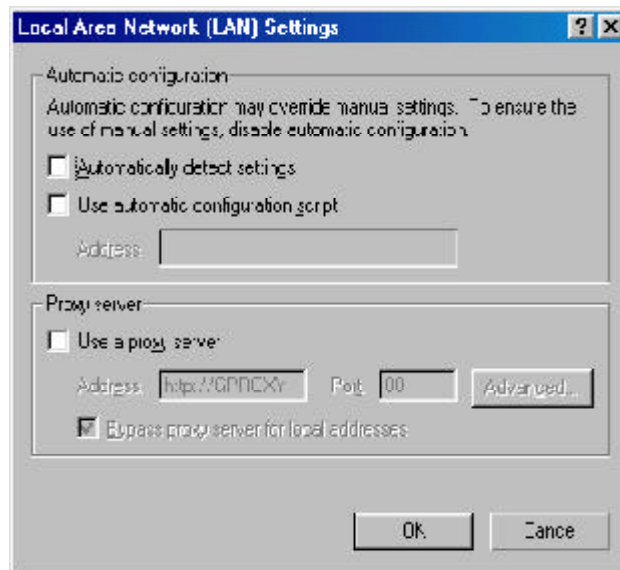 Local Area Network (LAN) Settings
Automatic configuration
Automatic configuration may override manual settings. To ensure the
use of manual settings, disable automatic configuration.
Automatically detect settings
Use automatic configuration script
Address
Proxy server
Use a proxy server
Address: Port: Advanced...
Bypass proxy server for local addresses
OK Cancel